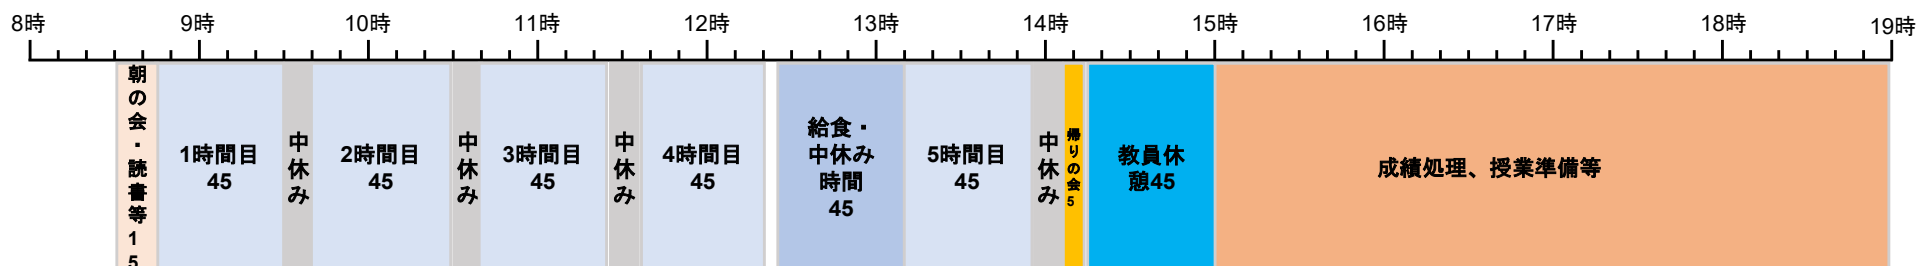 8時 9時 10時 11時 12時 13時 14時 15時 16時 17時 18時 19時
朝の会・読書等15
1時間目
45
中休み
2時間目
45
中休み
3時間目
45
中休み
4時間目
45
給食・
中休み
時間
45
5時間目
45
中休み
帰りの会5
教員休
憩45
成績処理、授業準備等